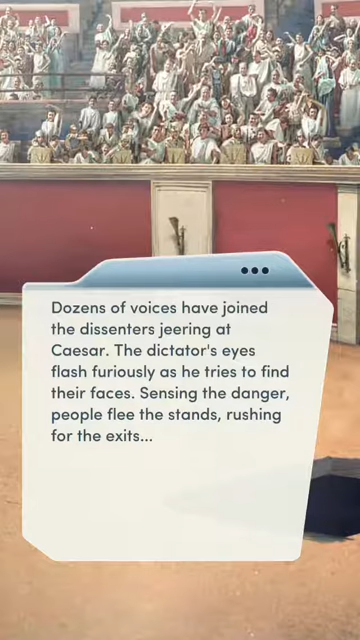 Dozens of voices have joined
the dissenters jeering at
Caesar. The dictator's eyes
flash furiously as he tries to find
their faces. Sensing the danger,
people flee the stands, rushing
for the exits...